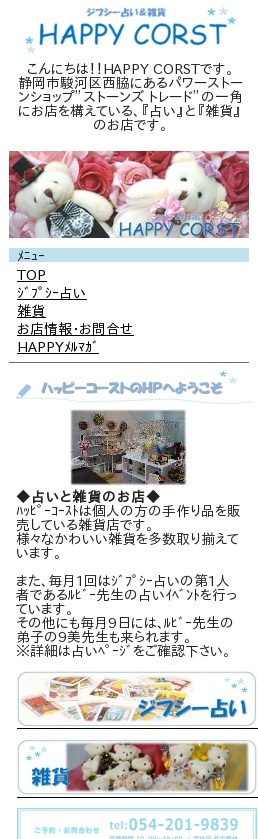 ジプシー占い&雑貨
HAPPY CORST
こんにちは!!HAPPY CORSTです。
静岡市駿河区西脇にあるパワーストー
ンショップ”ストーンズ トレード”の一角
にお店を構えている、『占い』と『雑貨』
のお店です。
HAPPY CORST
ﾒﾆｭｰ
TOP
ｼﾞﾌﾟｼｰ占い
雑貨
お店情報・お問合せ
HAPPYﾒﾙﾏｶﾞ
ハッピーコーストのHPへようこそ
◆占いと雑貨のお店◆
ﾊｯﾋﾟｰｺｰｽﾄは個人の方の手作り品を販
売している雑貨店です。
様々なかわいい雑貨を多数取り揃えて
います。
また、毎月1回はｼﾞﾌﾟｼｰ占いの第1人
者であるﾙﾋﾞｰ先生の占いｲﾍﾞﾝﾄを行っ
ています。
その他にも毎月9日には、ﾙﾋﾞｰ先生の
弟子の9美先生も来られます。
※詳細は占いﾍﾟｰｼﾞをご確認下さい。
ジプシー占い
雑貨
ご予約・お問合わせ tel:054-201-9839